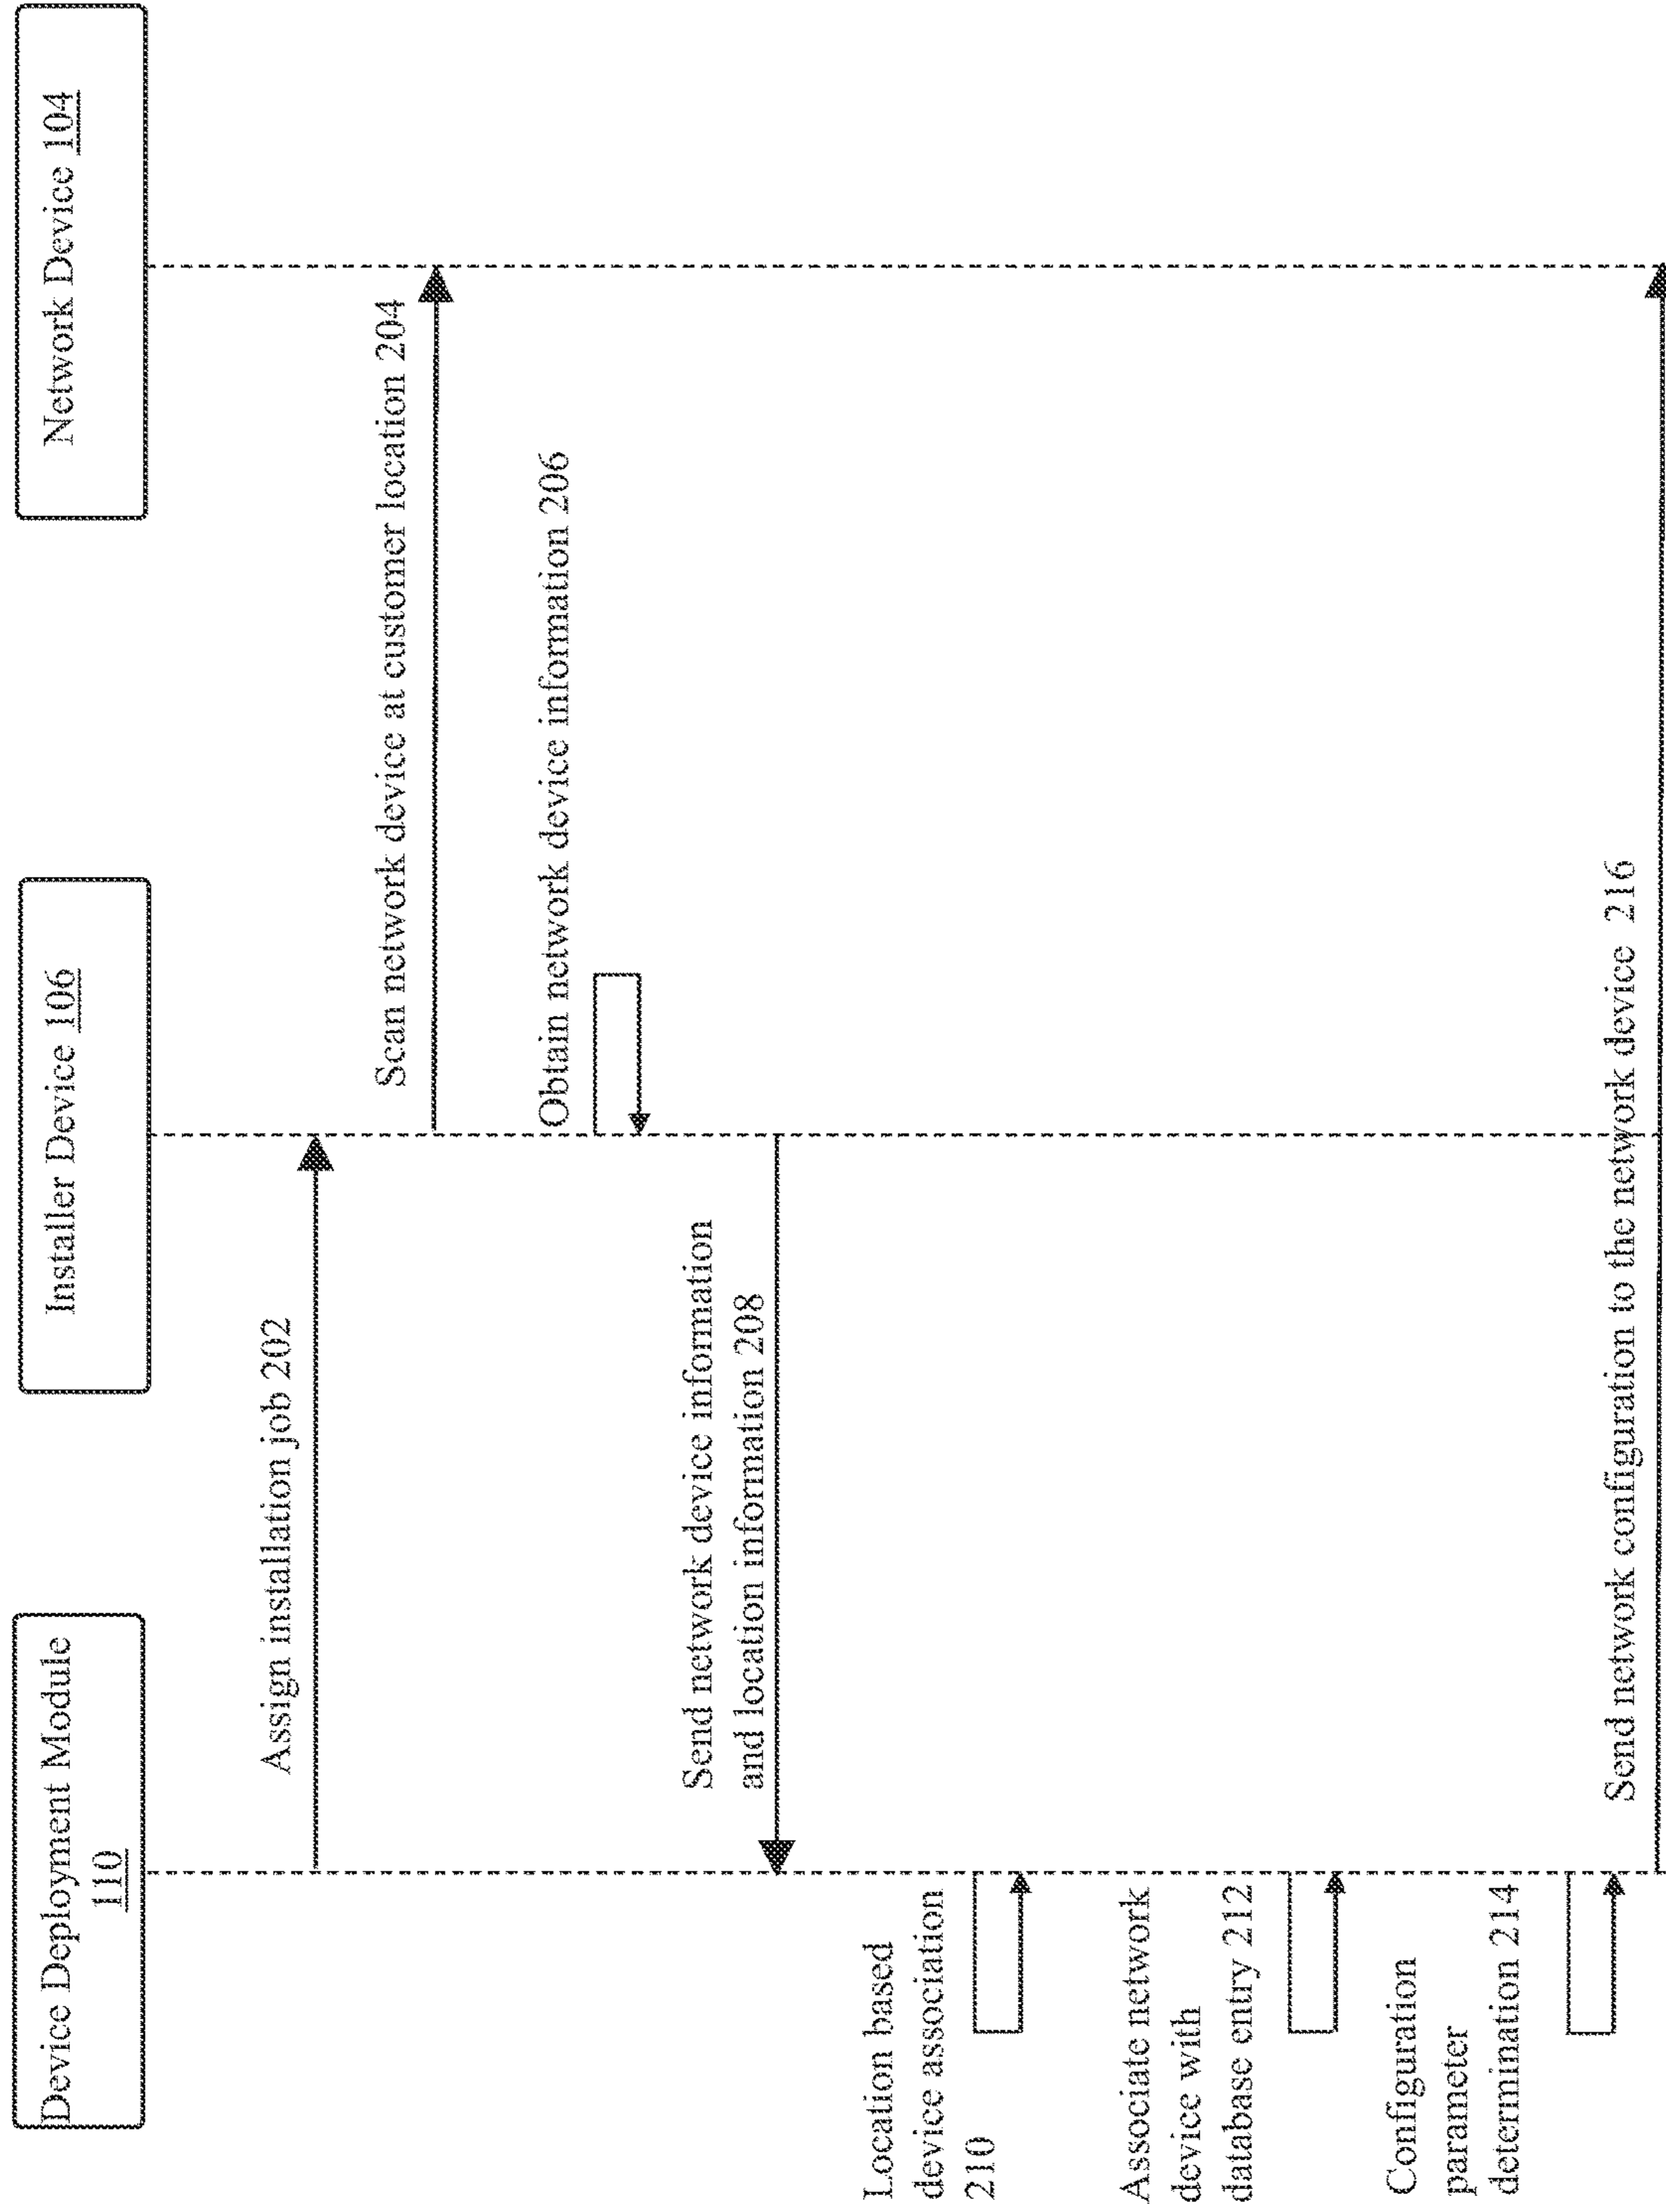 Device Deployment Module
110
Installer Device 106
Network Device 104
Assign installation job 202
Scan network device at customer location 204
Obtain network device information 206
Send network device information
and location information 208
Location based
device association
210
Associate network
device with
database entry 212
Configuration
parameter
determination 214
Send network configuration to the network device 216